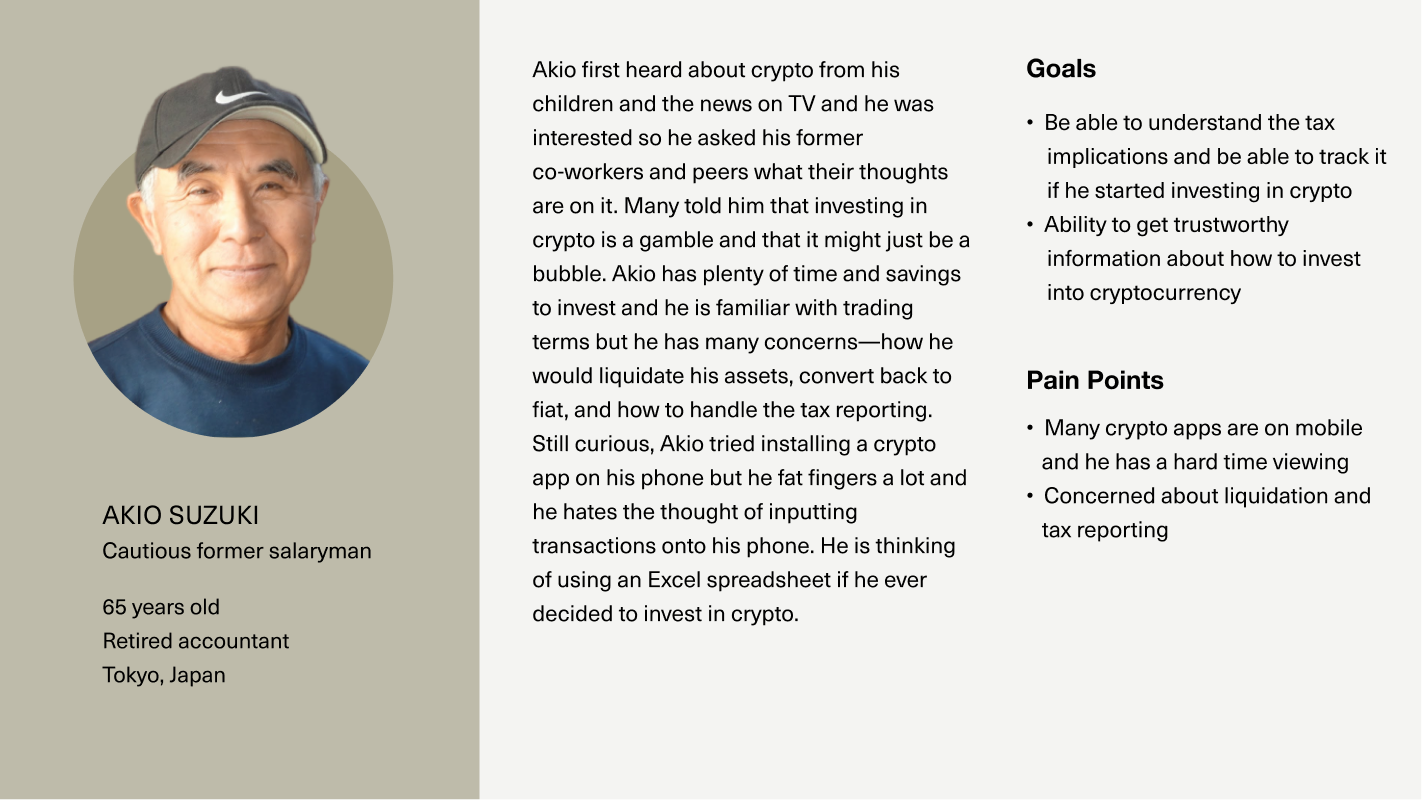 AKIO SUZUKI
Cautious former salaryman
65 years old
Retired accountant
Tokyo, Japan
Akio first heard about crypto from his
children and the news on TV and he was
interested so he asked his former
co-workers and peers what their thoughts
are on it. Many told him that investing in
crypto is a gamble and that it might just be a
bubble. Akio has plenty of time and savings
to invest and he is familiar with trading
terms but he has many concerns—how he
would liquidate his assets, convert back to
fiat, and how to handle the tax reporting.
Still curious, Akio tried installing a crypto
app on his phone but he fat fingers a lot and
he hates the thought of inputting
transactions onto his phone. He is thinking
of using an Excel spreadsheet if he ever
decided to invest in crypto.
Goals
• Be able to understand the tax
implications and be able to track it
if he started investing in crypto
• Ability to get trustworthy
information about how to invest
into cryptocurrency
Pain Points
• Many crypto apps are on mobile
and he has a hard time viewing
• Concerned about liquidation and
tax reporting